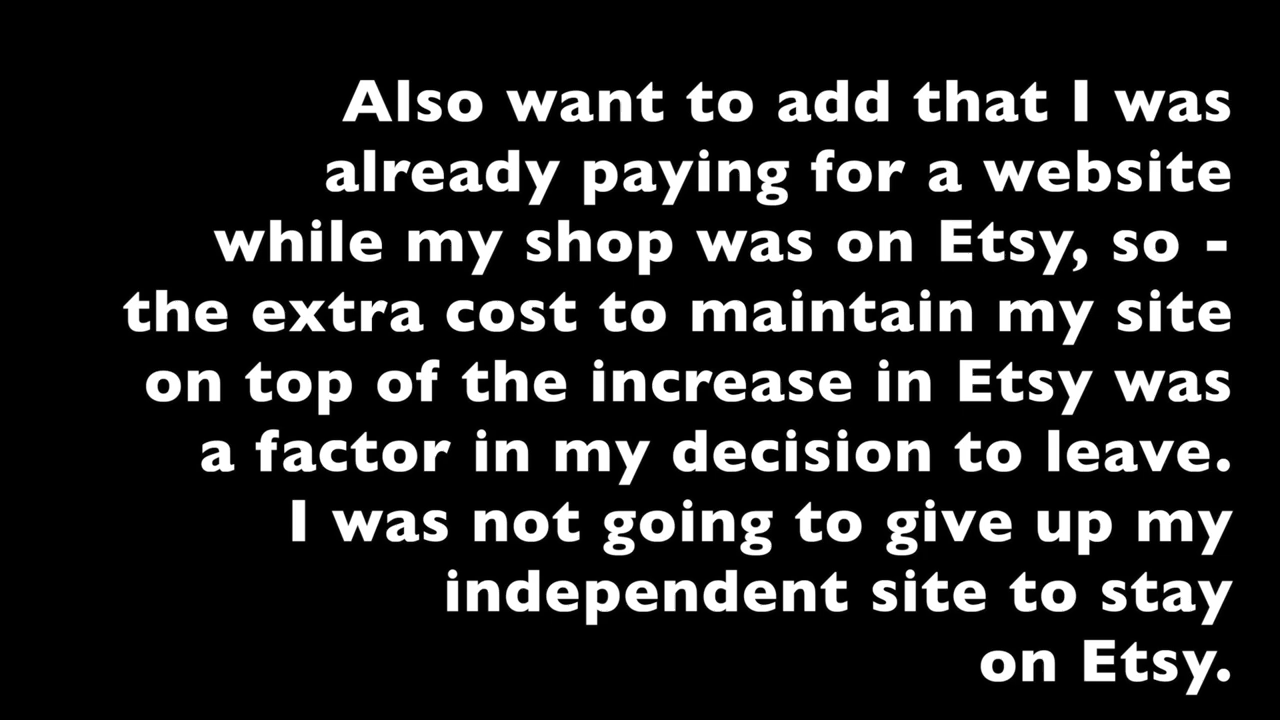 Also want to add that I was
already paying for a website
while my shop was on Etsy, so -
the extra cost to maintain my site
on top of the increase in Etsy was
a factor in my decision to leave.
I was not going to give up my
independent site to stay
on Etsy.